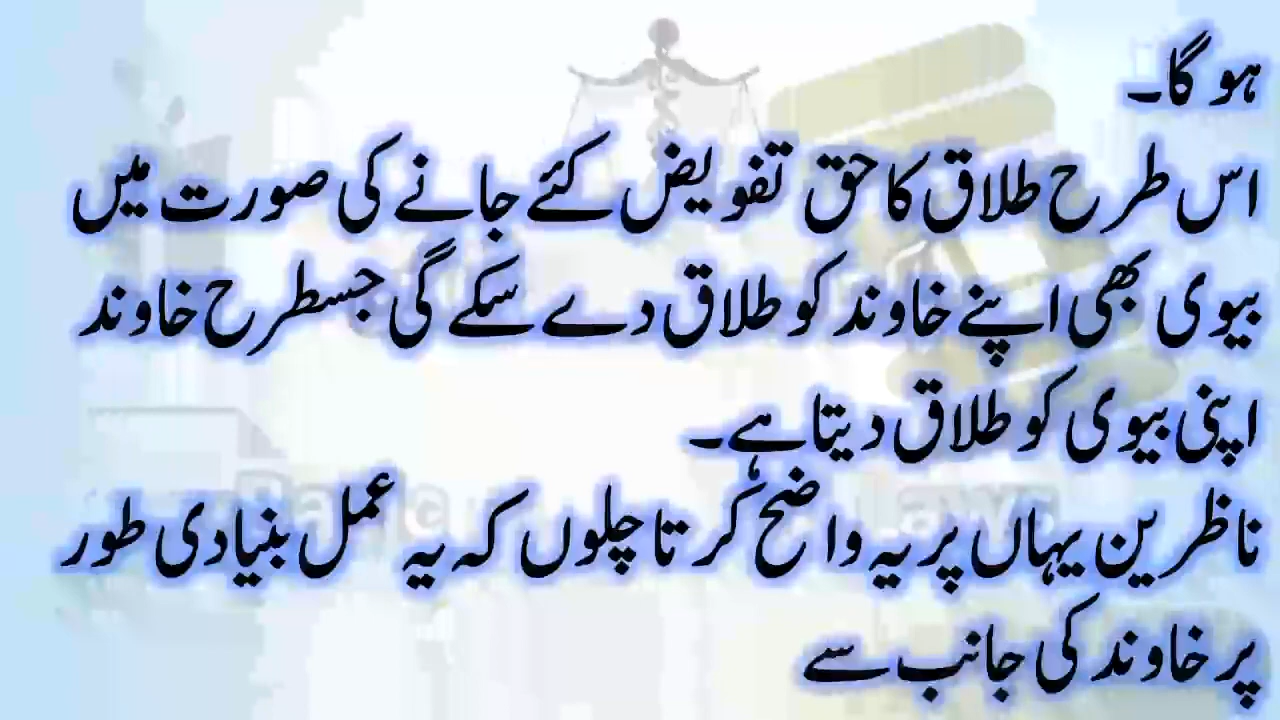 ہو گا۔
اس طرح طلاق کا حق تفویض کئے جانے کی صورت میں
بیوی بھی اپنے خاوند کو طلاق دے سکے گی جسطرح خاوند
اپنی بیوی کو طلاق دیتا ہے۔
ناظرین یہاں پر یہ واضح کرتا چلوں کہ یہ عمل بنیادی طور
پر خاوند کی جانب سے